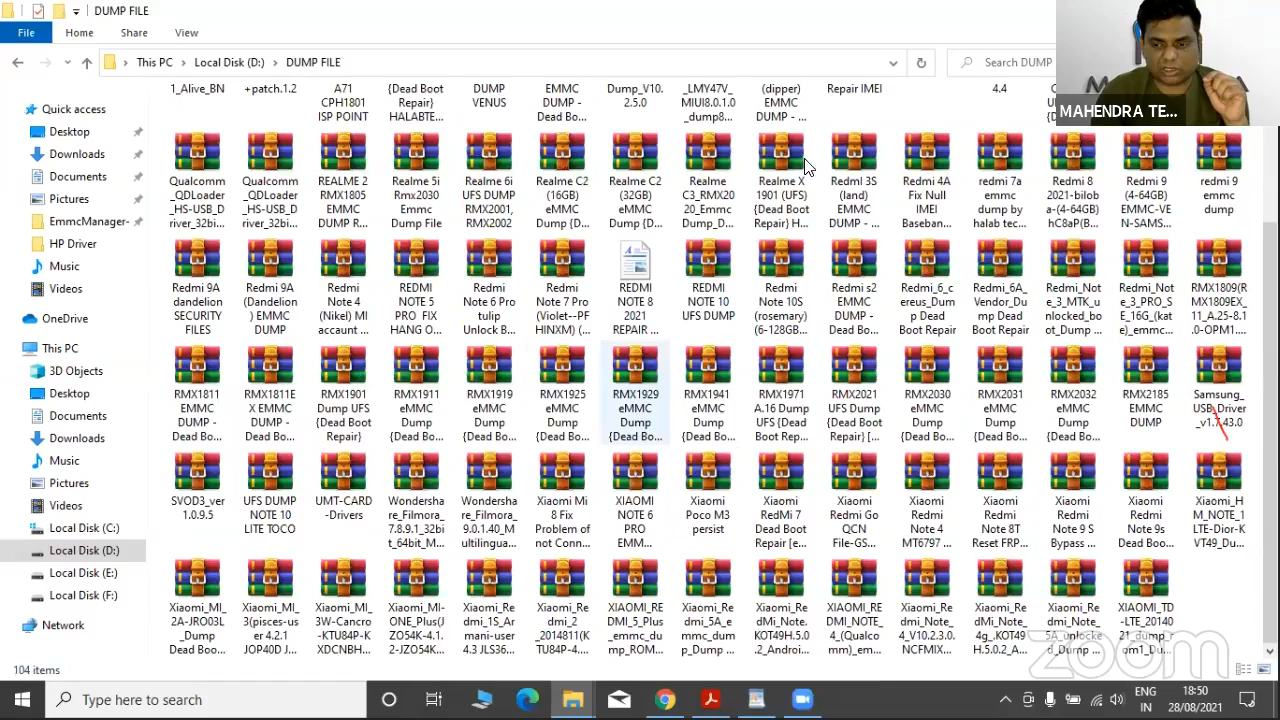 DUMP FILE
File Home Share View
This PC Local Disk (D:) DUMP FILE
Search DUMP
MAHENDRA TE...
1_Alive_BN
+patch.1.2
A71
CPH1801
ISP POINT
{Dead Boot
Repair}
HALABTE...
DUMP
VENUS
EMMC
DUMP -
Dead Bo...
Dump_V10.
2.5.0
_LMY47V_
MIUI8.0.1.0
_dump8...
(dipper)
EMMC
DUMP - ...
Repair IMEI
4.4
Quick access
Desktop
Downloads
Documents
Pictures
EmmcManager-
HP Driver
Music
Videos
OneDrive
This PC
3D Objects
Desktop
Documents
Downloads
Music
Pictures
Videos
Local Disk (C:)
Local Disk (D:)
Local Disk (E:)
Local Disk (F:)
Network
Qualcomm
_QDLoader
_HS-USB_D
river_32bi...
Qualcomm
_QDLoader
_HS-USB_D
river_32bi...
REALME 2
RMX1805
EMMC
DUMP R...
Realme 5i
Rmx2030
Emmc
Dump File
Realme 6i
UFS DUMP
RMX2001,
RMX2002
Realme C2
(16GB)
eMMC
Dump {D...
Realme C2
(32GB)
eMMC
Dump {D...
Realme
C3_RMX20
20_Emmc_
Dump_D...
Realme X
1901 (UFS)
{Dead Boot
Repair} H...
RedmI 3S
(land)
EMMC
DUMP - ...
Redmi 4A
Fix Null
IMEI
Baseban...
redmi 7a
emmc
dump by
halab tec...
Redmi 8
2021-bilob
a-(4-64GB)
hC8aP(B...
Redmi 9
(4-64GB)
EMMC-VE
N-SAMS...
redmi 9
emmc
dump
Redmi 9A
dandelion
SECURITY
FILES
Redmi 9A
(Dandelion
) EMMC
DUMP
Redmi
Note 4
(Nikel) MI
accaunt ...
REDMI
NOTE 5
PRO FIX
HANG O...
Redmi
Note 6 Pro
tulip
Unlock B...
Redmi
Note 7 Pro
(Violet--PF
HINXM) (...
REDMI
NOTE 8
2021
REPAIR ...
REDMI
NOTE 10
UFS DUMP
Redmi
Note 10S
(rosemary)
(6-128GB...
Redmi s2
EMMC
DUMP -
Dead Bo...
Redmi_6_c
ereus_Dum
p Dead
Boot Repair
Redmi_6A_
Vendor_Du
mp Dead
Boot Repair
Redmi_Not
e_3_MTK_u
nlocked_bo
ot_Dump ...
Redmi_Not
e_3_PRO_S
E_16G_(kat
e)_emmc...
RMX1809(
RMX1809EX
_11_A.25-8.1
.0-OPM1....
RMX1811
EMMC
DUMP -
Dead Bo...
RMX1811E
X EMMC
DUMP -
Dead Bo...
RMX1901
Dump UFS
{Dead Boot
Repair}
RMX1911
eMMC
Dump
{Dead Bo...
RMX1919
eMMC
Dump
{Dead Bo...
RMX1925
eMMC
Dump
{Dead Bo...
RMX1929
eMMC
Dump
{Dead Bo...
RMX1941
eMMC
Dump
{Dead Bo...
RMX1971
A.16 Dump
UFS {Dead
Boot Rep...
RMX2021
UFS Dump
{Dead Boot
Repair} [...
RMX2030
eMMC
Dump
{Dead Bo...
RMX2031
eMMC
Dump
{Dead Bo...
RMX2032
eMMC
Dump
{Dead Bo...
RMX2185
EMMC
DUMP
Samsung_
USB_Driver
_v1.7.43.0
SVOD3_ver
1.0.9.5
UFS DUMP
NOTE 10
LITE TOCO
UMT-CARD
-Drivers
Wondersha
re_Filmora_
7.8.9.1_32bi
t_64bit_M...
Wondersha
re_Filmora_
9.0.1.40_M
ultilingua...
Xiaomi Mi
8 Fix
Problem of
not Conn...
XIAOMI
NOTE 6
PRO
EMM...
Xiaomi
Poco M3
persist
Xiaomi
RedMi 7
Dead Boot
Repair [e...
Xiaomi
Redmi Go
QCN
File-GS...
Xiaomi
Redmi
Note 4
MT6797 ...
Xiaomi
Redmi
Note 8T
Reset FRP...
Xiaomi
Redmi
Note 9 S
Bypass ...
Xiaomi
Redmi
Note 9s
Dead Boo...
Xiaomi_H
M_NOTE_1
LTE-Dior-K
VT49_Du...
Xiaomi_MI_
2A-JRO03L
_Dump
Dead Boo...
Xiaomi_MI_
3(pisces-us
er 4.2.1
JOP40D J...
Xiaomi_MI_
3W-Cancro
-KTU84P-K
XDCNBH...
Xiaomi_MI-
ONE_Plus(J
ZO54K-4.1.
2-JZO54K...
Xiaomi_Re
dmi_1S_Ar
mani-user
4.3 JLS36...
Xiaomi_Re
dmi_2
_2014811(K
TU84P-4....
XIAOMI_RE
DMI_5_Plus
_emmc_du
mp_ROM...
Xiaomi_Re
dmi_5A_e
mmc_dum
p_Dump ...
Xiaomi_Re
dMi_Note.
KOT49H.5.0
.2_Androi...
XIAOMI_RE
DMI_NOTE
_4_(Qualco
mm)_em...
Xiaomi_Re
dmi_Note
_4_V10.2.3.0.
NCFMIX...
Xiaomi_Re
dmi_Note_
4g_.KOT49
H.5.0.2_A...
Xiaomi_Re
dmi_Note_
5A_unlocke
d_Dump ...
XIAOMI_TD
-LTE_20140
21_dump_r
om1_Du...
104 items
zoom
Type here to search
ENG
IN
18:50
28/08/2021